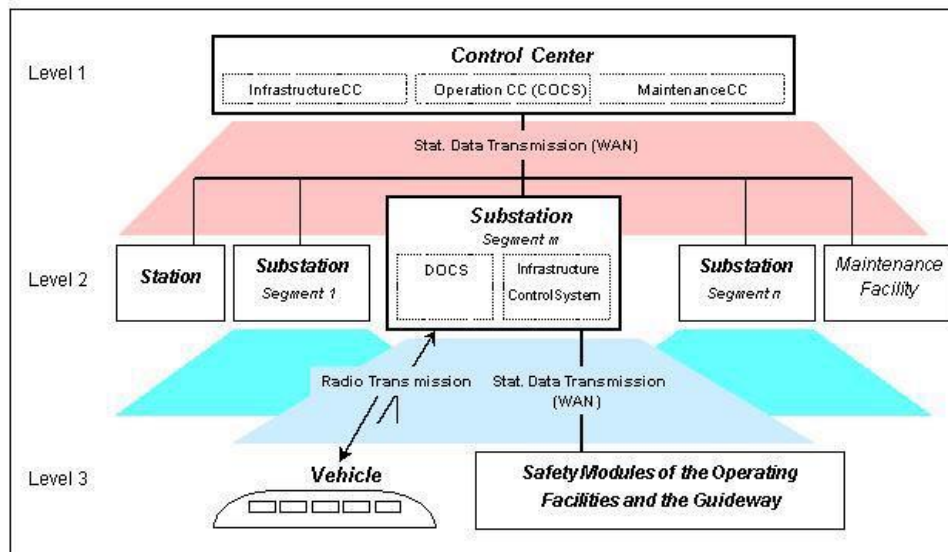 Level 1
Control Center
InfrastructureCC
Operation CC (COCS)
MaintenanceCC
Stat. Data Transmission (WAN)
Level 2
Station
Substation
Segment 1
Substation
Segment m
DOCS
Infrastructure
ControlSystem
Substation
Segment n
Maintenance
Facility
Radio Transmission
Stat. Data Transmission
(WAN)
Level 3
Vehicle
Safety Modules of the Operating
Facilities and the Guideway